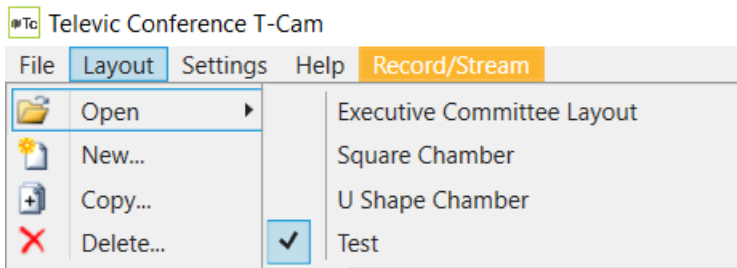 Televic Conference T-Cam
File Layout Settings Help Record/Stream
Open Executive Committee Layout
New... Square Chamber
Copy... U Shape Chamber
Delete... Test